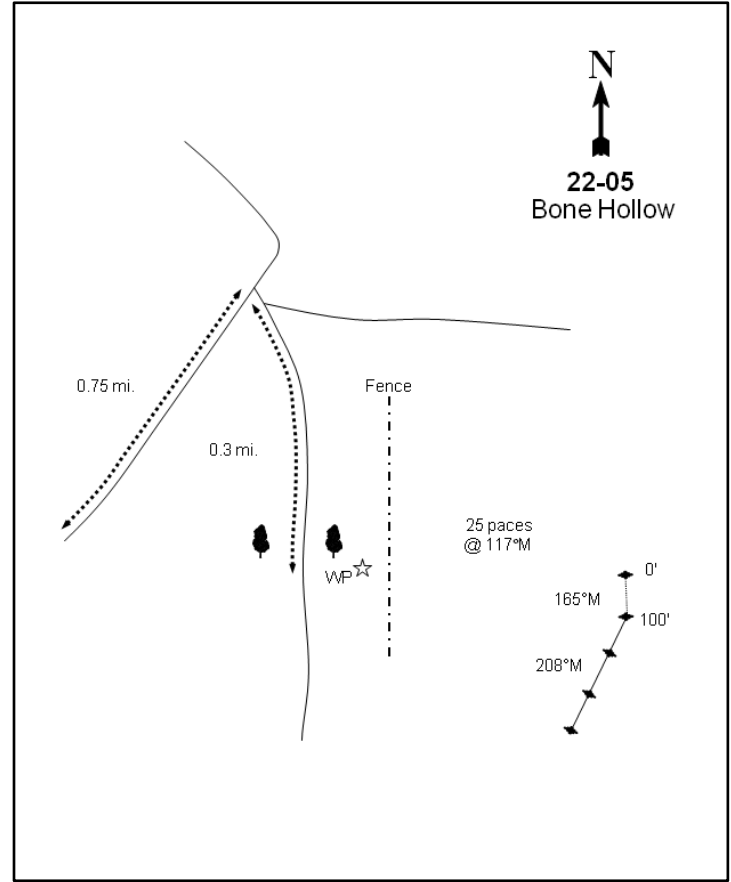 N
22-05
Bone Hollow
0.75 mi.
Fence
0.3 mi.
25 paces
@ 117°M
WP
0'
165°M
100'
208°M